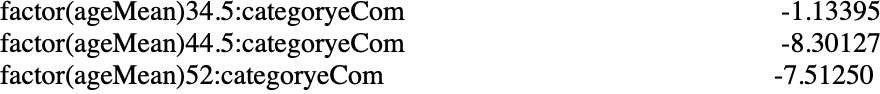 factor(ageMean)34.5:categoryeCom -1.13395
factor(ageMean)44.5:categoryeCom -8.30127
factor(ageMean)52:categoryeCom -7.51250